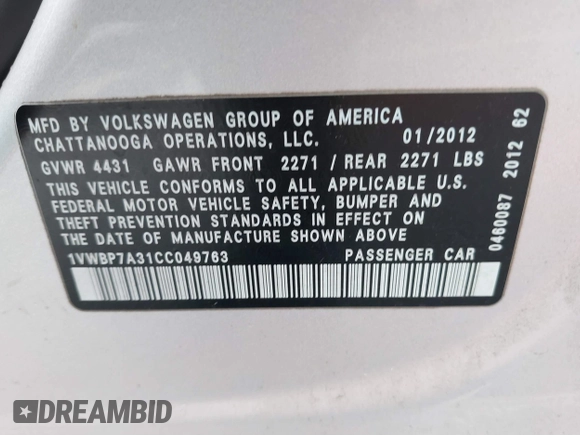 MFD BY VOLKSWAGEN GROUP OF AMERICA
CHATTANOOGA OPERATIONS, LLC. 01/2012
GVWR 4431 GAWR FRONT 2271 / REAR 2271 LBS
THIS VEHICLE CONFORMS TO ALL APPLICABLE U.S.
FEDERAL MOTOR VEHICLE SAFETY, BUMPER AND
THEFT PREVENTION STANDARDS IN EFFECT ON
THE DATE OF MANUFACTURE SHOWN ABOVE.
1VWBP7A31CC049763 PASSENGER CAR
0460087 2012 62
DREAMBID